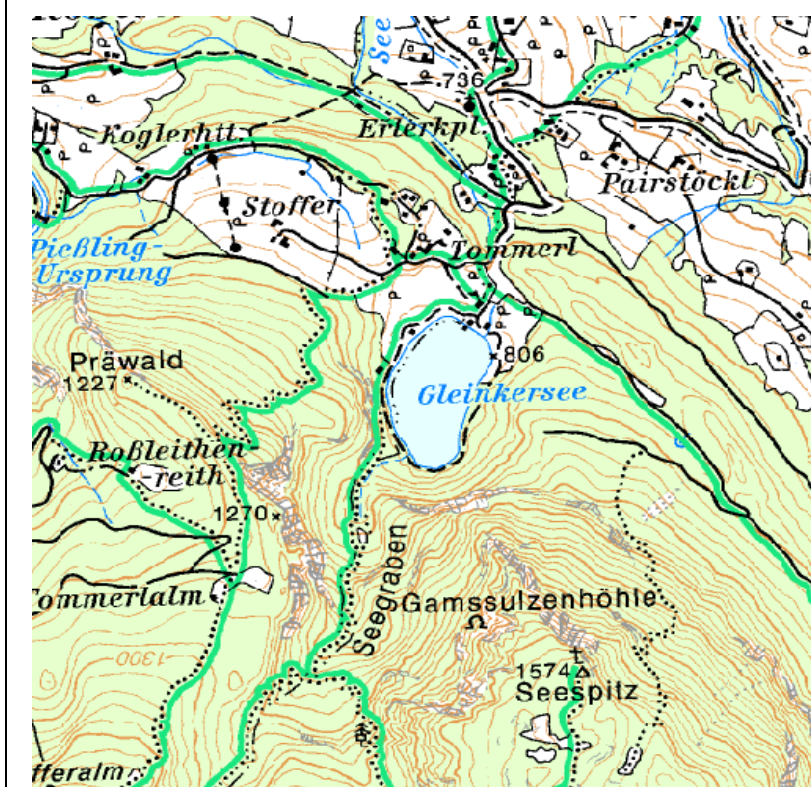 See
736
Koglerhtt.
Erlerkpl.
Pairstöckl
Stoffer
Tommerl
Pießling-
Ursprung
806
Präwald
1227
Gleinkersee
Roßleithen
-reith
1270
Seegraben
Tommerlalm
Gamssulzenhöhle
1300
1574
Seespitz
fferalm